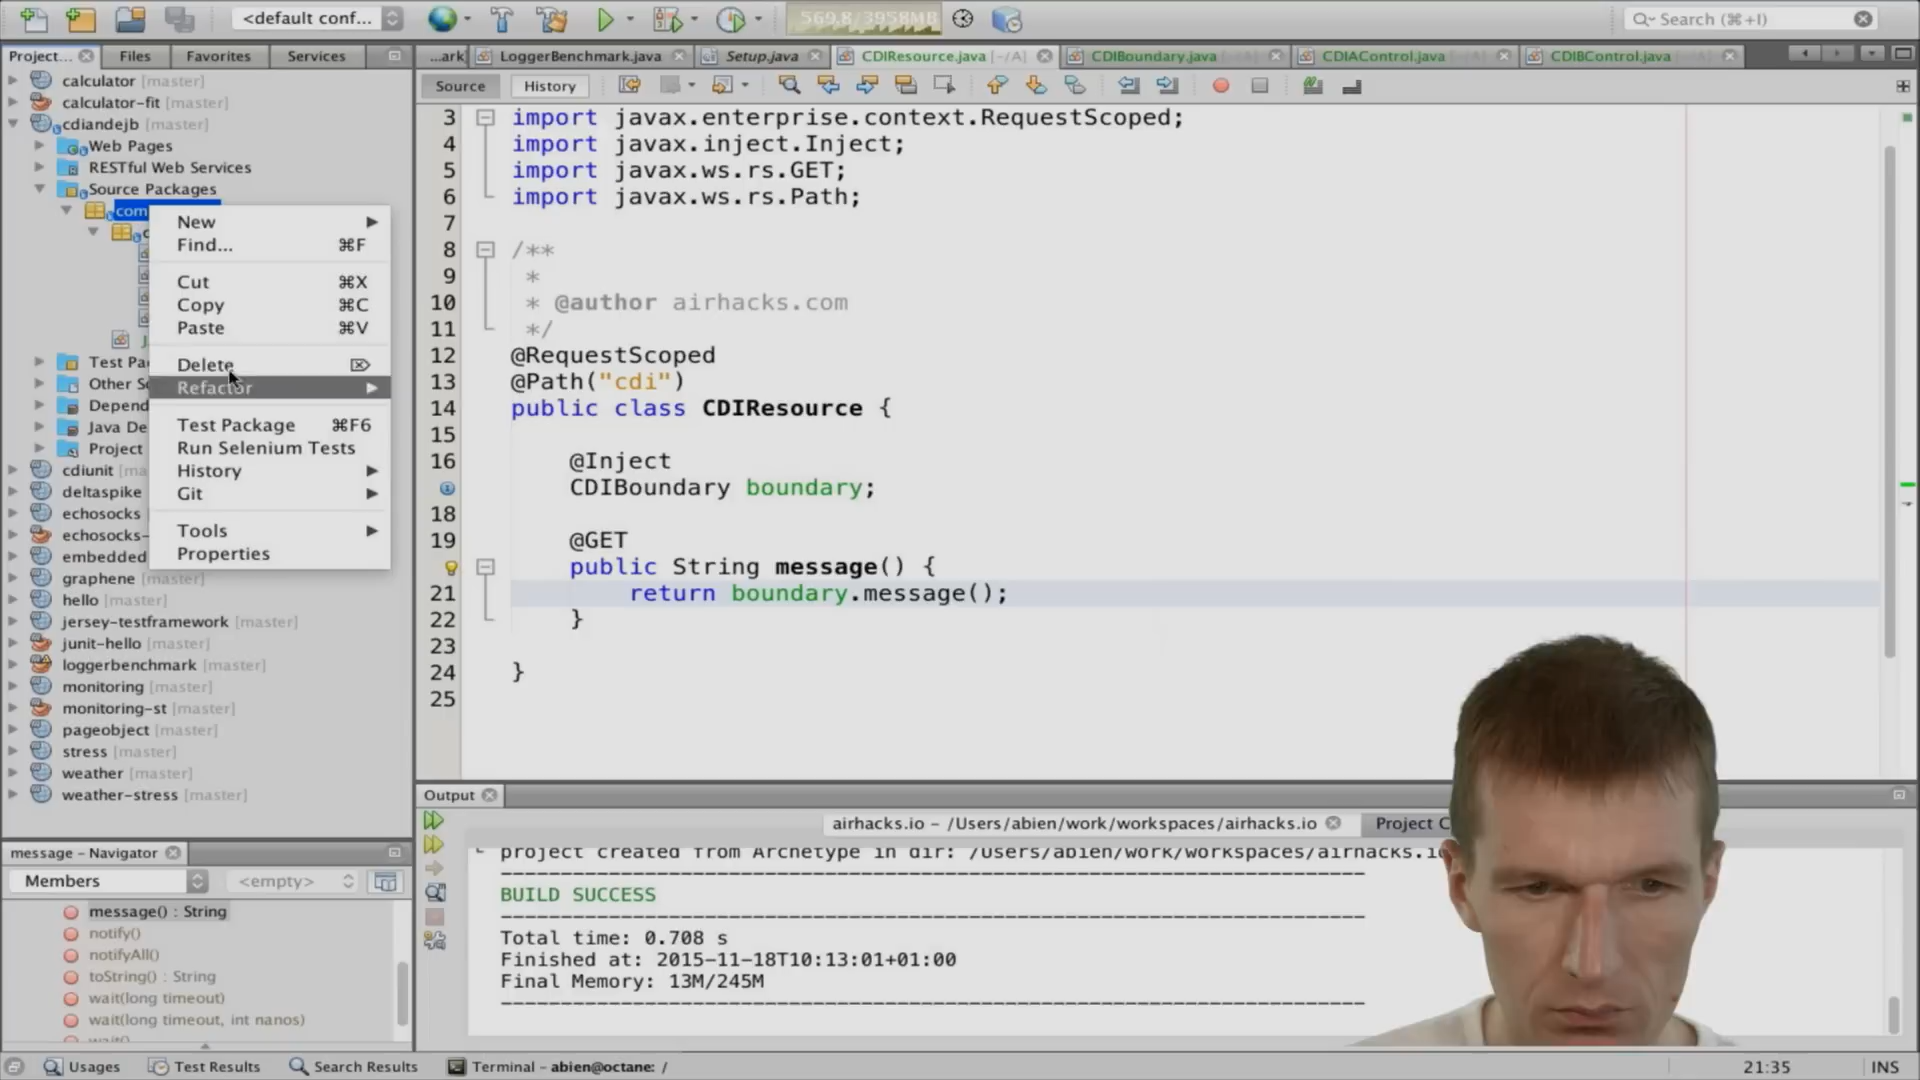 <default conf...
569,8/3958MB
Search (⌘+I)
Project...
Files
Favorites
Services
...ark
LoggerBenchmark.java
Setup.java
CDIResource.java [-/A]
CDIBoundary.java
CDIAControl.java
CDIBControl.java
Source
History
calculator [master]
calculator-fit [master]
cdiandejb [master]
Web Pages
RESTful Web Services
Source Packages
com
Test Pa
Other So
Depend
Java De
Project
cdiunit [ma
deltaspike
echosocks
echosocks-
embedded
graphene [master]
hello [master]
jersey-testframework [master]
junit-hello [master]
loggerbenchmark [master]
monitoring [master]
monitoring-st [master]
pageobject [master]
stress [master]
weather [master]
weather-stress [master]
New
Find... ⌘F
Cut ⌘X
Copy ⌘C
Paste ⌘V
Delete ⌦
Refactor
Test Package ⌘F6
Run Selenium Tests
History
Git
Tools
Properties
3 import javax.enterprise.context.RequestScoped;
4 import javax.inject.Inject;
5 import javax.ws.rs.GET;
6 import javax.ws.rs.Path;
7
8 /**
9 *
10 * @author airhacks.com
11 */
12 @RequestScoped
13 @Path("cdi")
14 public class CDIResource {
15
16 @Inject
CDIBoundary boundary;
18
19 @GET
public String message() {
21 return boundary.message();
22 }
23
24 }
25
message - Navigator
Members
<empty>
message() : String
notify()
notifyAll()
toString() : String
wait(long timeout)
wait(long timeout, int nanos)
wait()
Output
airhacks.io - /Users/abien/work/workspaces/airhacks.io
Project C
project created from Archetype in dir: /Users/abien/work/workspaces/airhacks.io
BUILD SUCCESS
Total time: 0.708 s
Finished at: 2015-11-18T10:13:01+01:00
Final Memory: 13M/245M
Usages
Test Results
Search Results
Terminal - abien@octane: /
21:35
INS